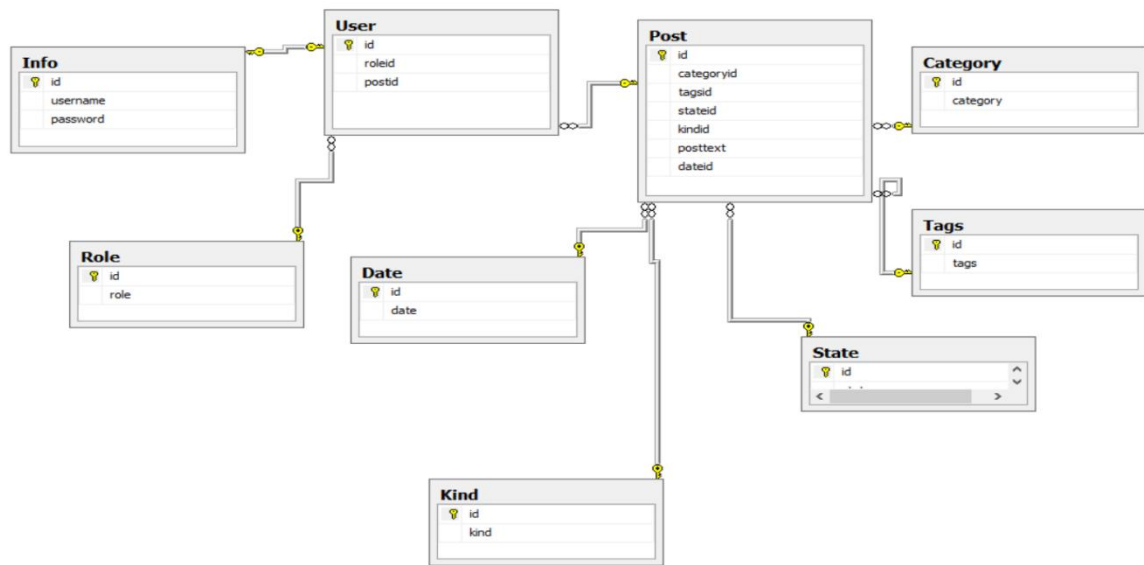 User
id
roleid
postid
Post
id
categoryid
tagsid
stateid
kindid
posttext
dateid
Info
id
username
password
Category
id
category
Tags
id
tags
Role
id
role
Date
id
date
State
id
Kind
id
kind